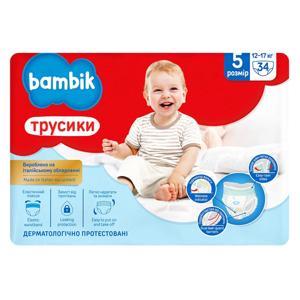 bambik
5
розмір
12-17 кг
34
трусики
Вироблено на
італійському обладнанні
Made on Italian equipment
Еластичний
поясок
Захист від
протікань
Легко надягати
та знімати
Elastic
waistband
Leaking
protection
Easy to put on
and take off
ДЕРМАТОЛОГІЧНО ПРОТЕСТОВАНІ